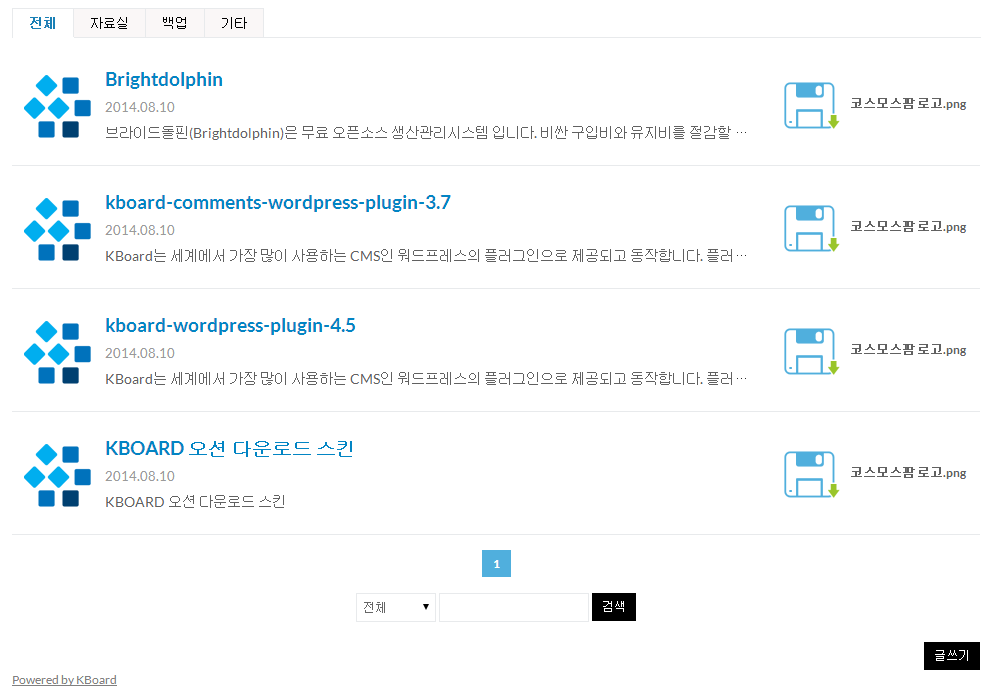 전체 자료실 백업 기타
Brightdolphin
2014.08.10
브라이드돌핀(Brightdolphin)은 무료 오픈소스 생산관리시스템 입니다. 비싼 구입비와 유지비를 절감할 …
코스모스팜 로고.png
kboard-comments-wordpress-plugin-3.7
2014.08.10
KBoard는 세계에서 가장 많이 사용하는 CMS인 워드프레스의 플러그인으로 제공되고 동작합니다. 플러 …
코스모스팜 로고.png
kboard-wordpress-plugin-4.5
2014.08.10
KBoard는 세계에서 가장 많이 사용하는 CMS인 워드프레스의 플러그인으로 제공되고 동작합니다. 플러 …
코스모스팜 로고.png
KBOARD 오션 다운로드 스킨
2014.08.10
KBOARD 오션 다운로드 스킨
코스모스팜 로고.png
1
전체 검색
글쓰기
Powered by KBoard